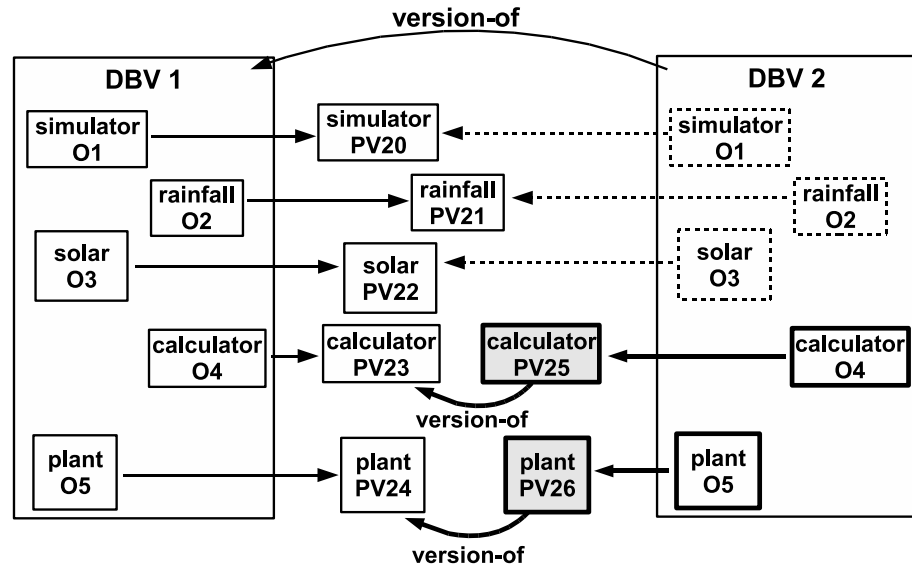 version-of
DBV 1
DBV 2
simulator
O1
simulator
PV20
simulator
O1
rainfall
O2
rainfall
PV21
rainfall
O2
solar
O3
solar
PV22
solar
O3
calculator
O4
calculator
PV23
calculator
PV25
calculator
O4
version-of
plant
O5
plant
PV24
plant
PV26
plant
O5
version-of